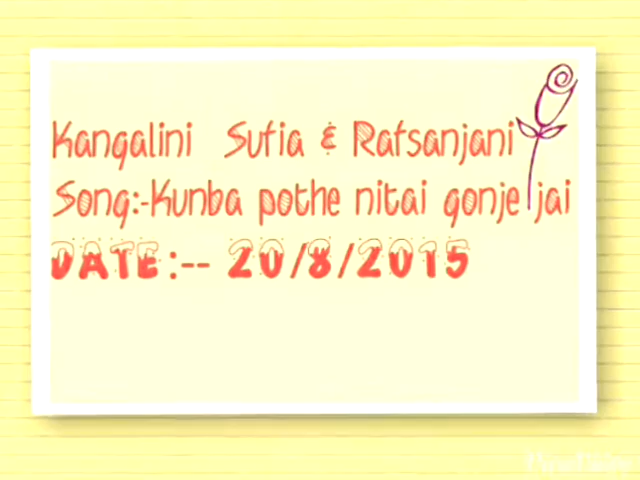 Kangalini Sufia & Rafsanjani
Song:-Kunba pothe nitai gonje jai
DATE:-- 20/8/2015